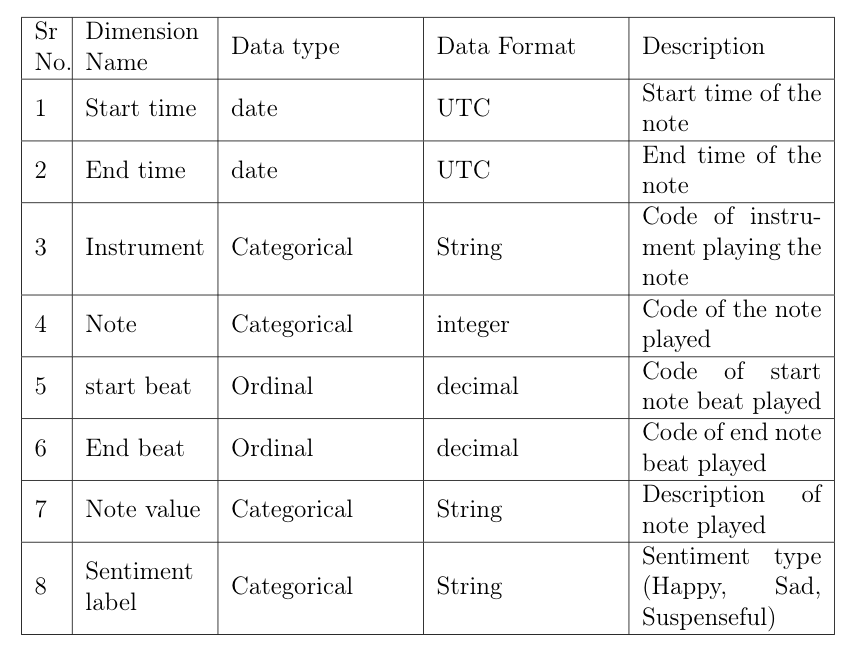 Sr No. Dimension Name Data type Data Format Description
1 Start time date UTC Start time of the note
2 End time date UTC End time of the note
3 Instrument Categorical String Code of instru-ment playing the note
4 Note Categorical integer Code of the note played
5 start beat Ordinal decimal Code of start note beat played
6 End beat Ordinal decimal Code of end note beat played
7 Note value Categorical String Description of note played
8 Sentiment label Categorical String Sentiment type (Happy, Sad, Suspenseful)